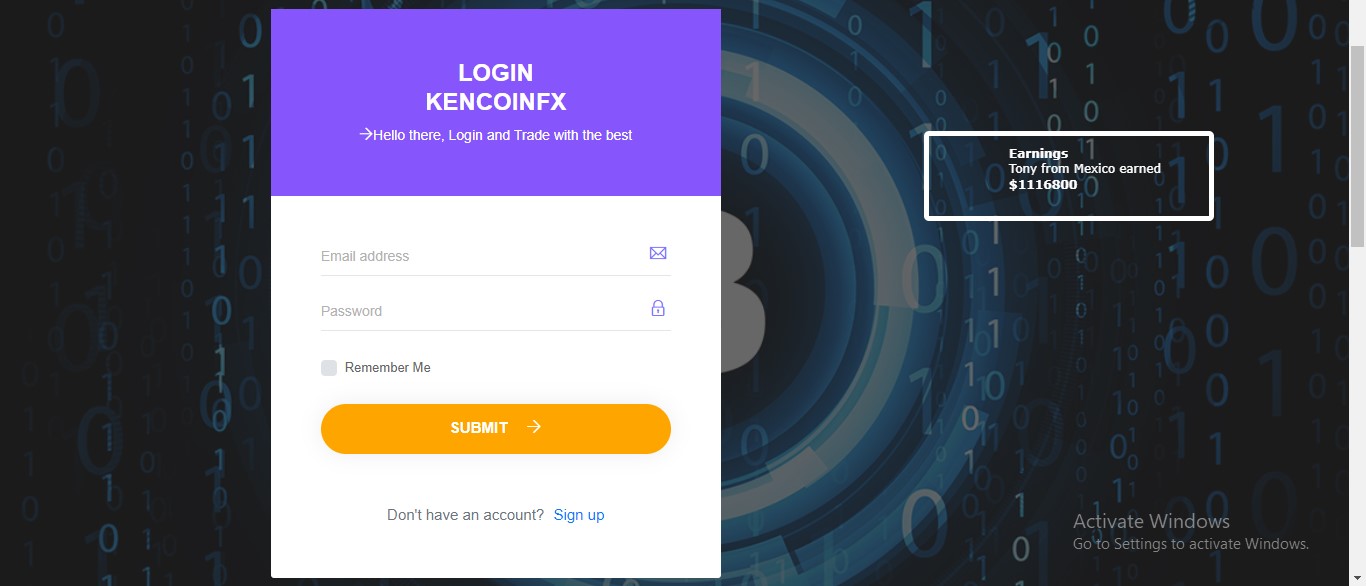 LOGIN
KENCOINFX
→Hello there, Login and Trade with the best
Email address
Password
Remember Me
SUBMIT →
Don't have an account? Sign up
Earnings
Tony from Mexico earned
$1116800
Activate Windows
Go to Settings to activate Windows.